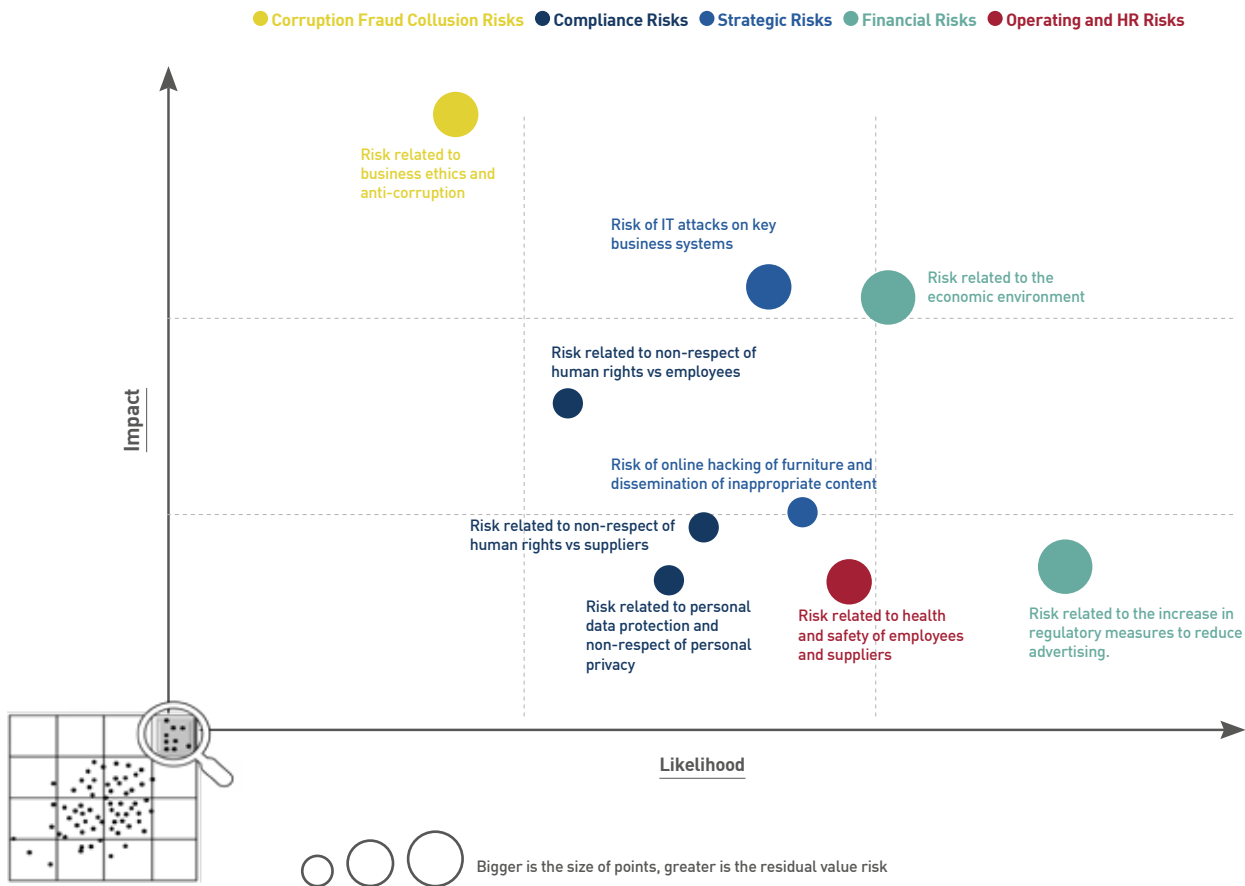 Corruption Fraud Collusion Risks Compliance Risks Strategic Risks Financial Risks Operating and HR Risks
Risk related to
business ethics and
anti-corruption
Risk of IT attacks on key
business systems
Risk related to the
economic environment
Risk related to non-respect of
human rights vs employees
Impact
Risk of online hacking of furniture and
dissemination of inappropriate content
Risk related to non-respect of
human rights vs suppliers
Risk related to personal
data protection and
non-respect of personal
privacy
Risk related to health
and safety of employees
and suppliers
Risk related to the increase in
regulatory measures to reduce
advertising.
Likelihood
Bigger is the size of points, greater is the residual value risk